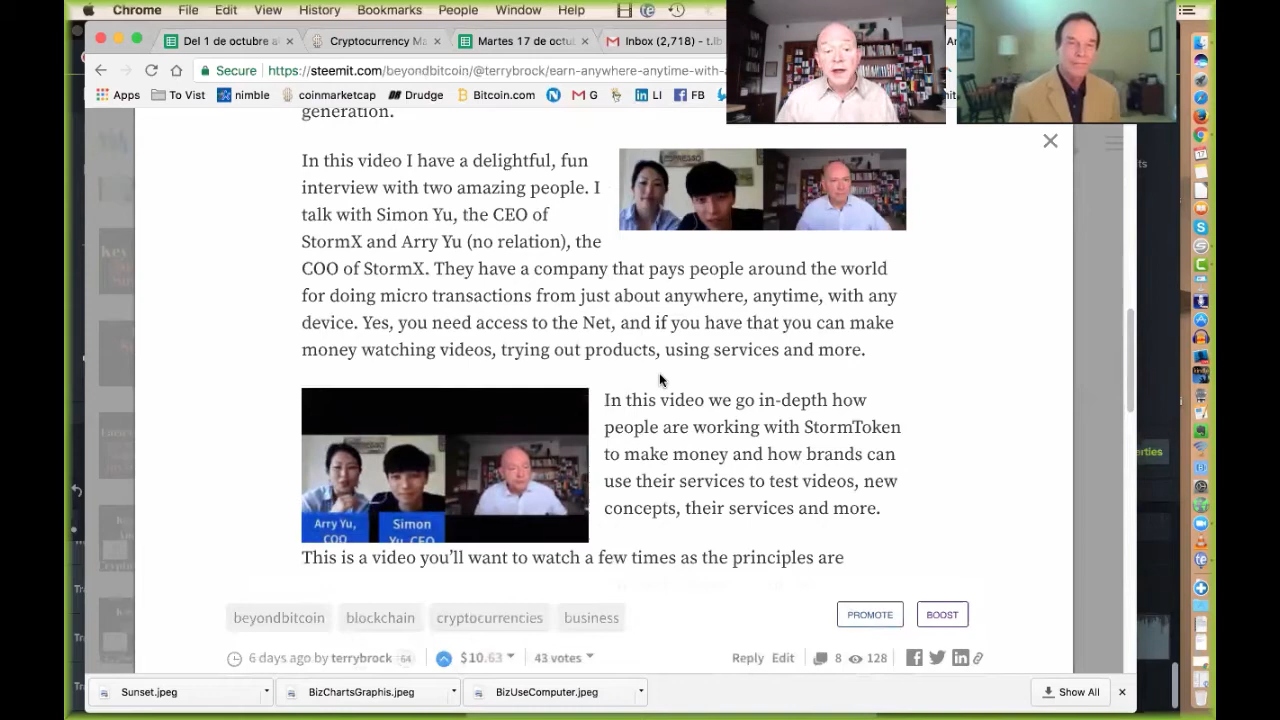 Chrome File Edit View History Bookmarks People Window Help
Del 1 de octubre a
Cryptocurrency Ma
Martes 17 de octub
Inbox (2,718) - t.lb
Secure https://steemit.com/beyondbitcoin/@terrybrock/earn-anywhere-anytime-with-
Apps To V nimble coinmarketcap Drudge Bitcoin.com G LI FB
generation.
In this video I have a delightful, fun
interview with two amazing people. I
talk with Simon Yu, the CEO of
StormX and Arry Yu (no relation), the
COO of StormX. They have a company that pays people around the world
for doing micro transactions from just about anywhere, anytime, with any
device. Yes, you need access to the Net, and if you have that you can make
money watching videos, trying out products, using services and more.
In this video we go in-depth how
people are working with StormToken
to make money and how brands can
use their services to test videos, new
concepts, their services and more.
Arry Yu, COO
Simon Yu, CEO
This is a video you'll want to watch a few times as the principles are
beyondbitcoin blockchain cryptocurrencies business
PROMOTE BOOST
6 days ago by terrybrock 64 $10.63 43 votes Reply Edit 8 128
Sunset.jpeg BizChartsGraphis.jpeg BizUseComputer.jpeg Show All